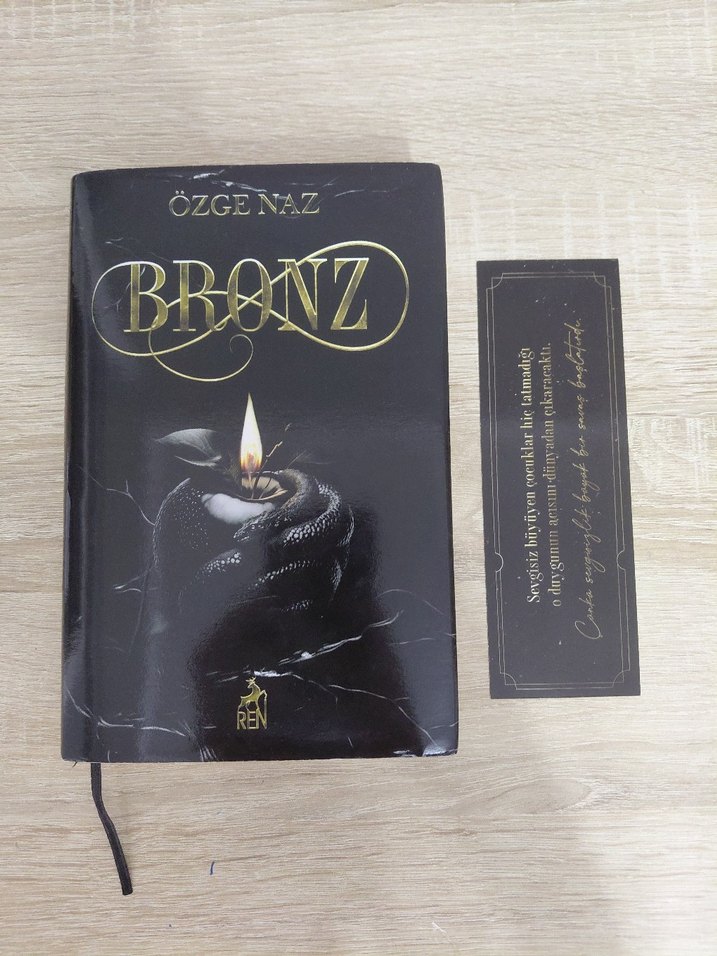 ÖZGE NAZ
BRONZ
REN
Sevgisiz büyüyen çocuklar hiç tatmadığı
o duygunun acısını dünyadan çıkaracaktı.
Çünkü sevgisizlik büyük bir savaş başlatırdı.